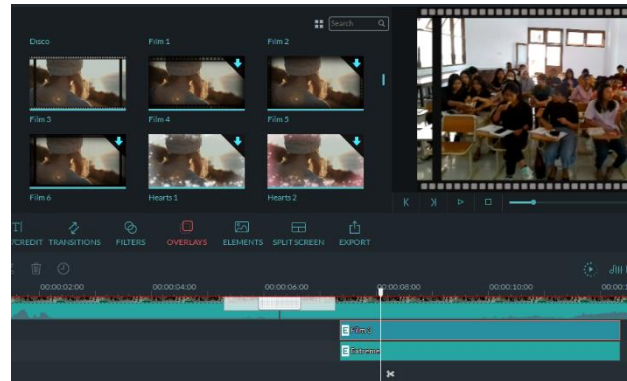 Search
Disco
Film 1
Film 2
Film 3
Film 4
Film 5
Film 6
Hearts 1
Hearts 2
T/CREDIT TRANSITIONS FILTERS OVERLAYS ELEMENTS SPLIT SCREEN EXPORT
00:00:02:00 00:00:04:00 00:00:06:00 00:00:08:00 00:00:10:00
E Film 3
E Extreme